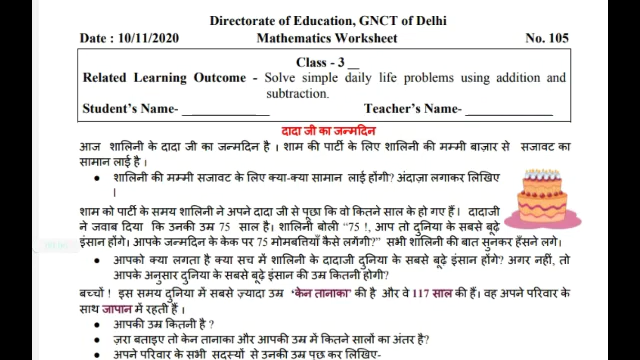 Directorate of Education, GNCT of Delhi
Date : 10/11/2020 Mathematics Worksheet No. 105
Class - 3 __
Related Learning Outcome - Solve simple daily life problems using addition and
subtraction.
Student's Name- ____________ Teacher's Name- ____________
दादा जी का जन्मदिन
आज शालिनी के दादा जी का जन्मदिन है । शाम की पार्टी के लिए शालिनी की मम्मी बाज़ार से सजावट का
सामान लाई है ।
• शालिनी की मम्मी सजावट के लिए क्या-क्या सामान लाई होंगी? अंदाज़ा लगाकर लिखिए
।
शाम को पार्टी के समय शालिनी ने अपने दादा जी से पूछा कि वो कितने साल के हो गए हैं। दादाजी
ने जवाब दिया कि उनकी उम्र 75 साल है। शालिनी बोली "75 !, आप तो दुनिया के सबसे बूढ़े
इंसान होंगे। आपके जन्मदिन के केक पर 75 मोमबत्तियाँ कैसे लगेंगी?" सभी शालिनी की बात सुनकर हँसने लगे।
• आपको क्या लगता है क्या सच में शालिनी के दादाजी दुनिया के सबसे बूढ़े इंसान होंगे? अगर नहीं, तो
आपके अनुसार दुनिया के सबसे बूढ़े इंसान की उम्र कितनी होगी?
बच्चों ! इस समय दुनिया में सबसे ज़्यादा उम्र 'केन तानाका' की है और वे 117 साल की हैं। वह अपने परिवार के
साथ जापान में रहती हैं ।
• आपकी उम्र कितनी है ?
• ज़रा बताइए तो केन तानाका और आपकी उम्र में कितने सालों का अंतर है?
• अपने परिवार के सभी सदस्यों से उनकी उम्र पूछ कर लिखिए-